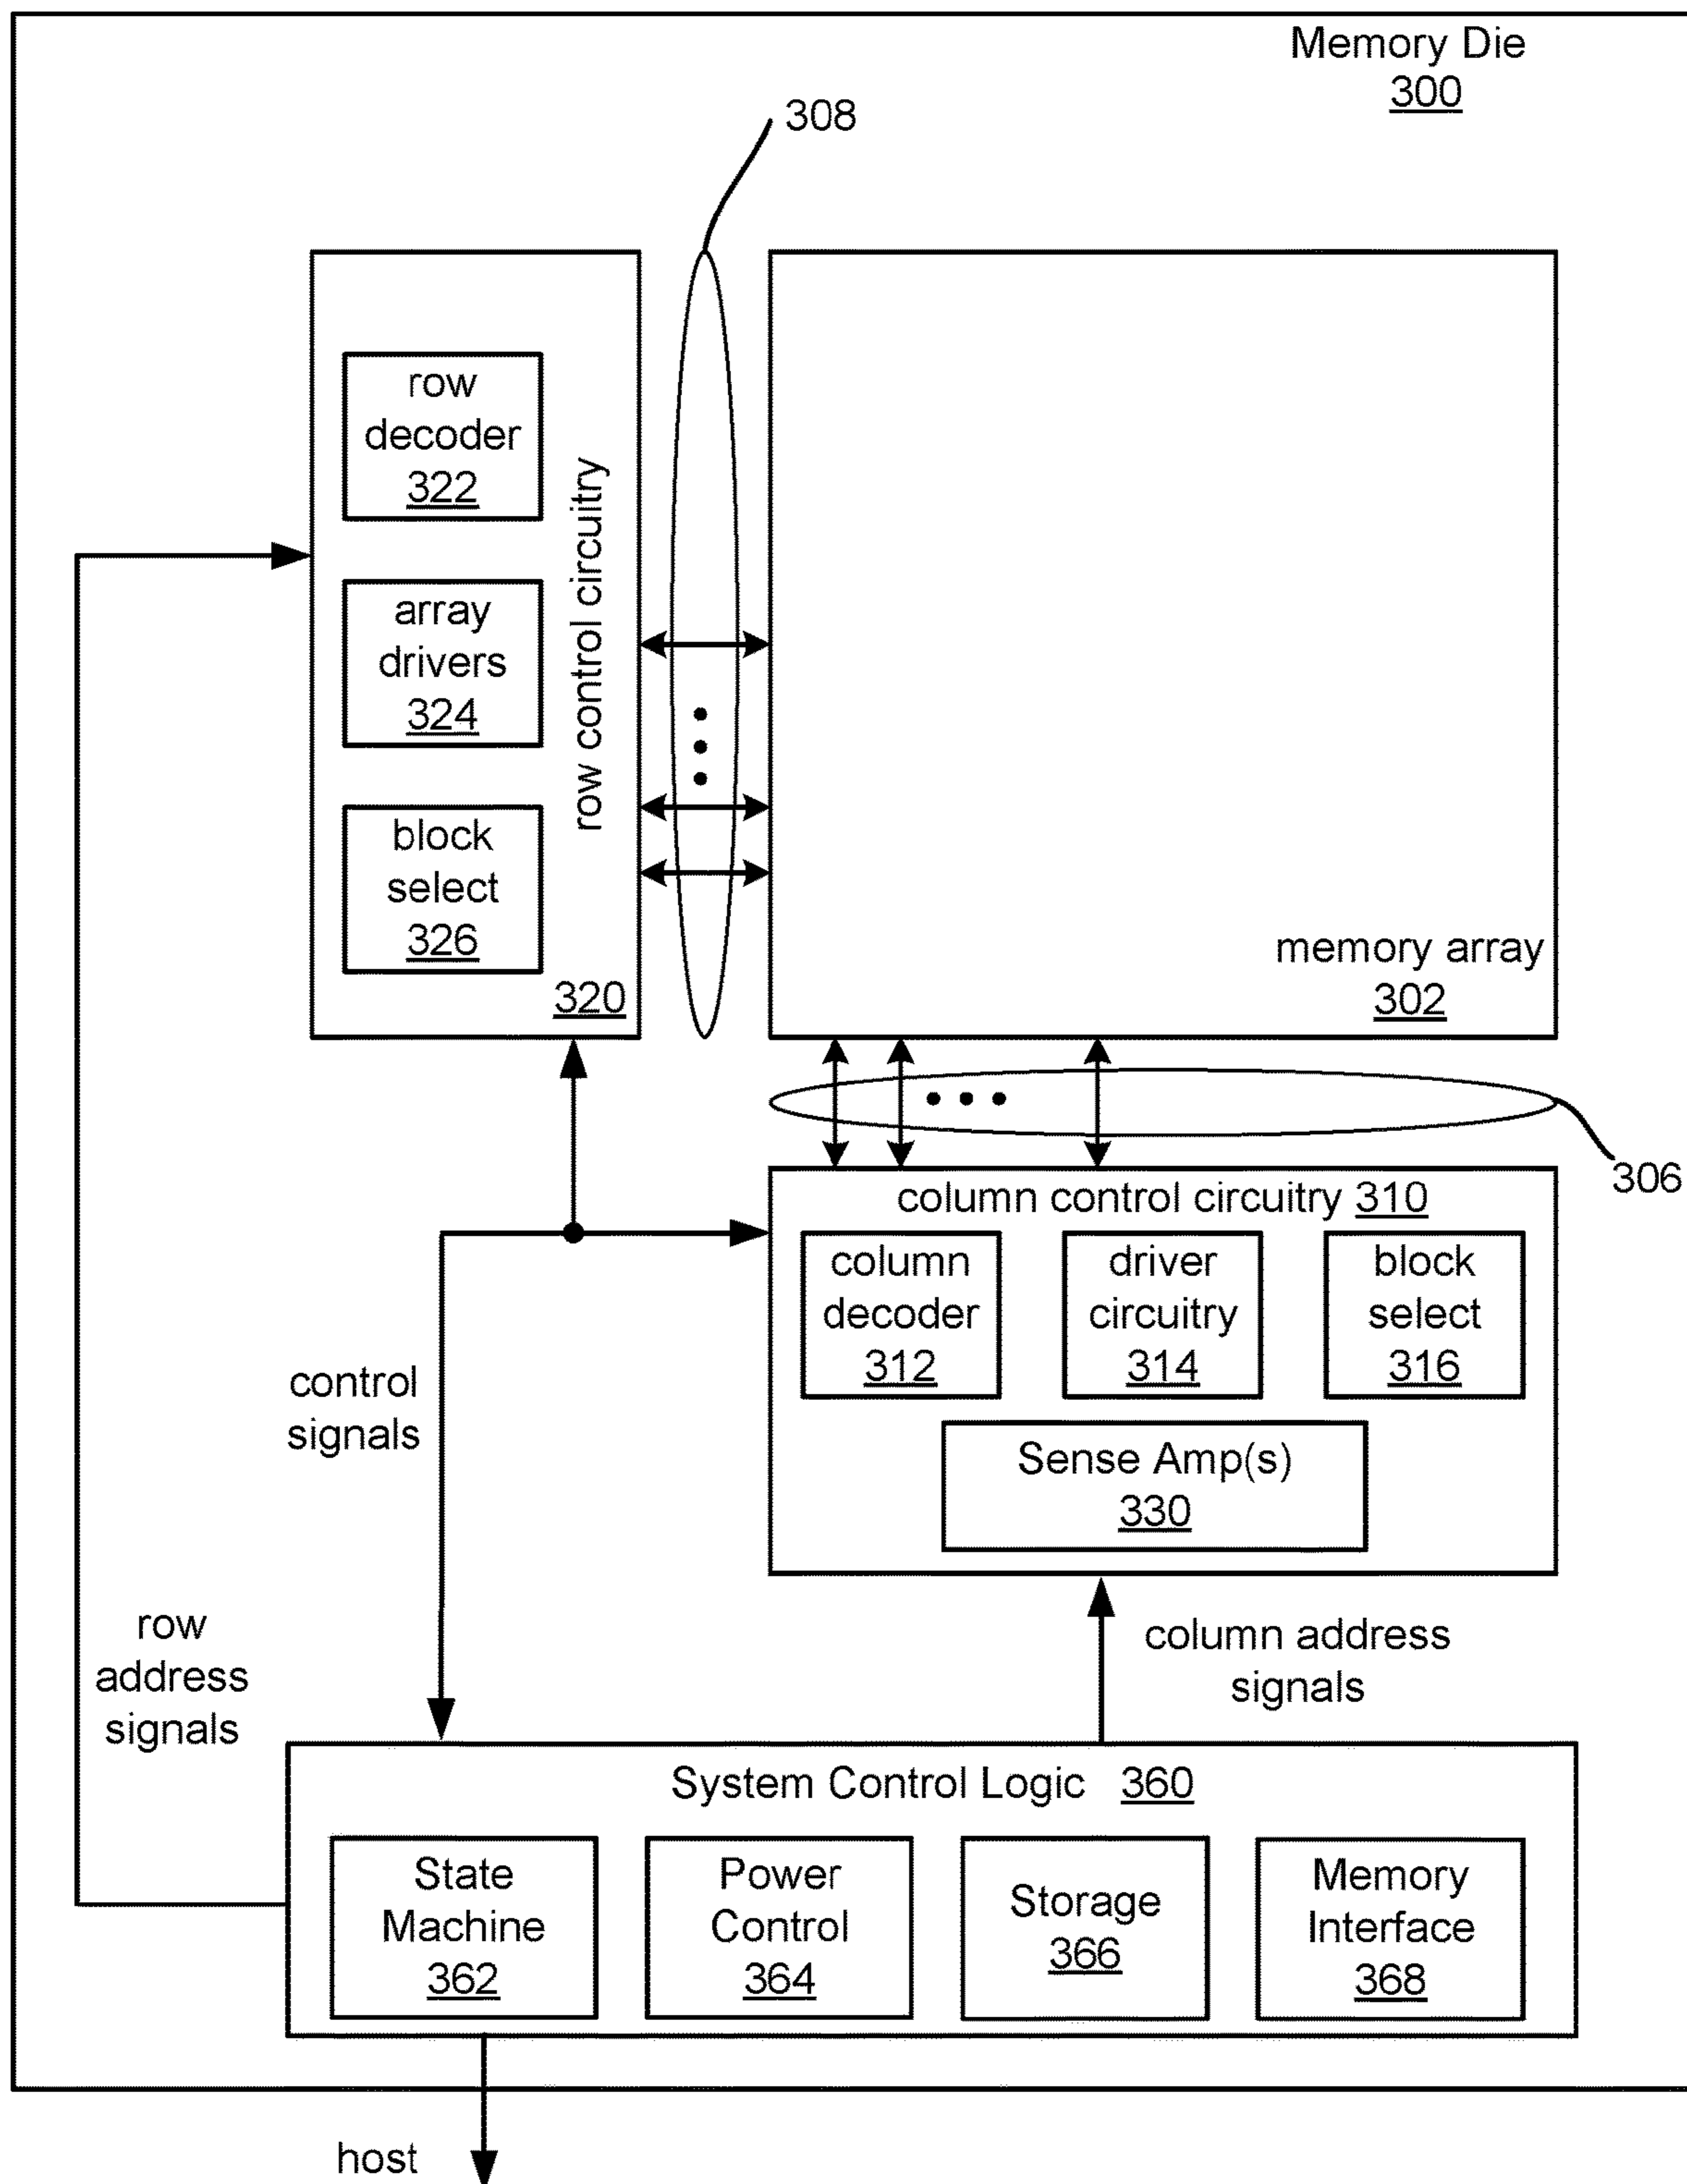 Memory Die
300
308
row
decoder
322
array
drivers
324
block
select
326
row control circuitry
320
memory array
302
306
column control circuitry 310
column
decoder
312
driver
circuitry
314
block
select
316
Sense Amp(s)
330
control
signals
row
address
signals
column address
signals
System Control Logic 360
State
Machine
362
Power
Control
364
Storage
366
Memory
Interface
368
host